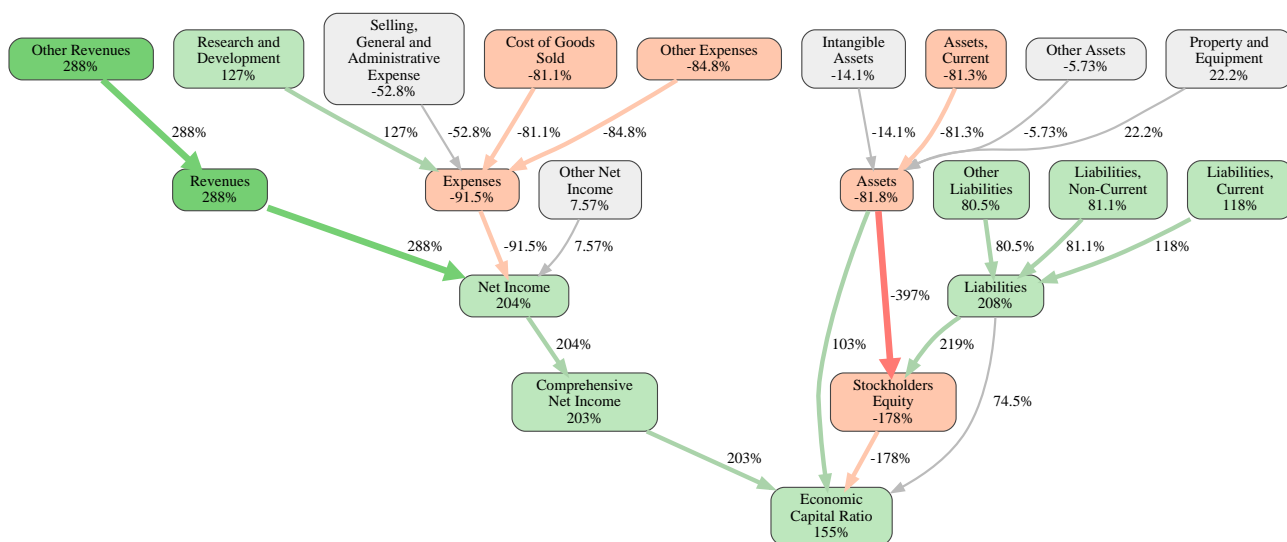 Other Revenues
288%
Research and
Development
127%
Selling,
General and
Administrative
Expense
-52.8%
Cost of Goods
Sold
-81.1%
Other Expenses
-84.8%
Intangible
Assets
-14.1%
Assets,
Current
-81.3%
Other Assets
-5.73%
Property and
Equipment
22.2%
288%
127%
-52.8%
-81.1%
-84.8%
-14.1%
-81.3%
-5.73%
22.2%
Revenues
288%
Expenses
-91.5%
Other Net
Income
7.57%
Assets
-81.8%
Other
Liabilities
80.5%
Liabilities,
Non-Current
81.1%
Liabilities,
Current
118%
288%
-91.5%
7.57%
80.5%
81.1%
118%
Net Income
204%
-397%
Liabilities
208%
204%
103%
219%
Comprehensive
Net Income
203%
Stockholders
Equity
-178%
74.5%
203%
-178%
Economic
Capital Ratio
155%